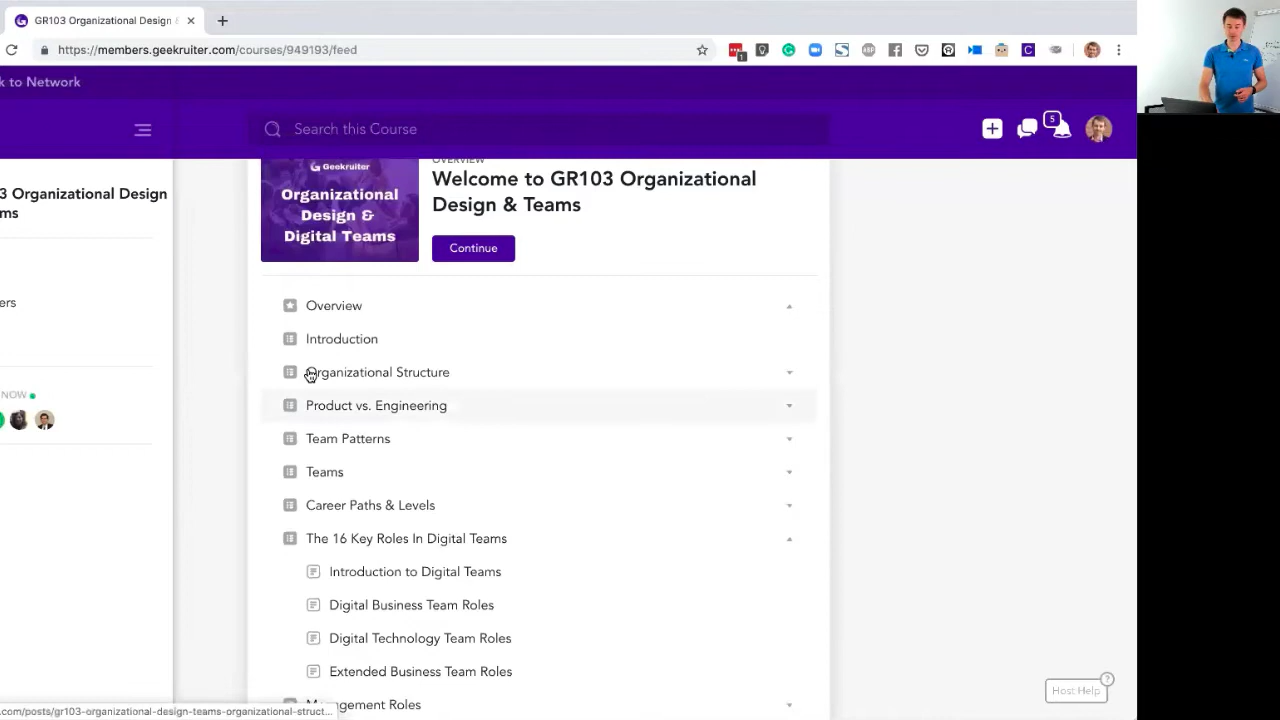 GR103 Organizational Design &
https://members.geekruiter.com/courses/949193/feed
1
k to Network
Search this Course
5
3 Organizational Design
ms
ers
NOW
Geekruiter
Organizational
Design &
Digital Teams
OVERVIEW
Welcome to GR103 Organizational
Design & Teams
Continue
Overview
Introduction
Organizational Structure
Product vs. Engineering
Team Patterns
Teams
Career Paths & Levels
The 16 Key Roles In Digital Teams
Introduction to Digital Teams
Digital Business Team Roles
Digital Technology Team Roles
Extended Business Team Roles
Management Roles
Host Help
?
.com/posts/gr103-organizational-design-teams-organizational-struct...